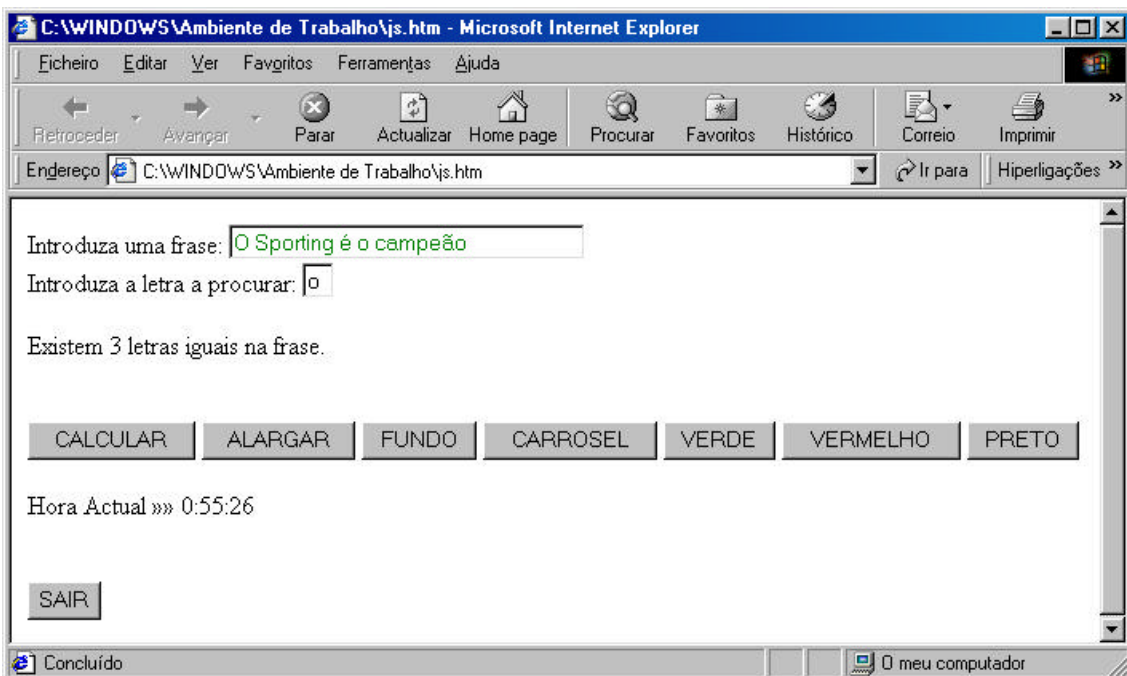 C:\WINDOWS\Ambiente de Trabalho\js.htm - Microsoft Internet Explorer
Ficheiro Editar Ver Favoritos Ferramentas Ajuda
Retroceder Avançar Parar Actualizar Home page Procurar Favoritos Histórico Correio Imprimir »
Endereço C:\WINDOWS\Ambiente de Trabalho\js.htm Ir para Hiperligações »
Introduza uma frase: O Sporting é o campeão
Introduza a letra a procurar: o
Existem 3 letras iguais na frase.
CALCULAR ALARGAR FUNDO CARROSEL VERDE VERMELHO PRETO
Hora Actual »» 0:55:26
SAIR
Concluído O meu computador